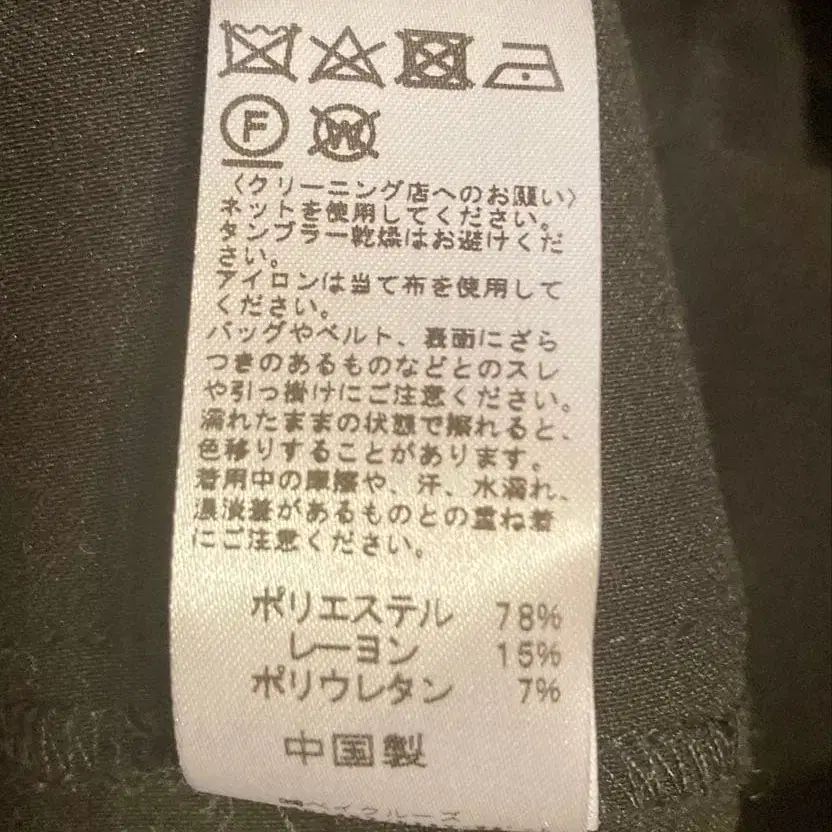 F W
〈クリーニング店へのお願い〉
ネットを使用してください。
タンブラー乾燥はお避けくだ
さい。
アイロンは当て布を使用して
ください。
バッグやベルト、表面にざら
つきのあるものなどとのスレ
や引っ掛けにご注意ください。
濡れたままの状態で擦れると、
色移りすることがあります。
着用中の摩擦や、汗、水濡れ、
濃淡差があるものとの重ね着
にご注意ください。
ポリエステル 78%
レーヨン 15%
ポリウレタン 7%
中国製
㈱ベイクルーズ